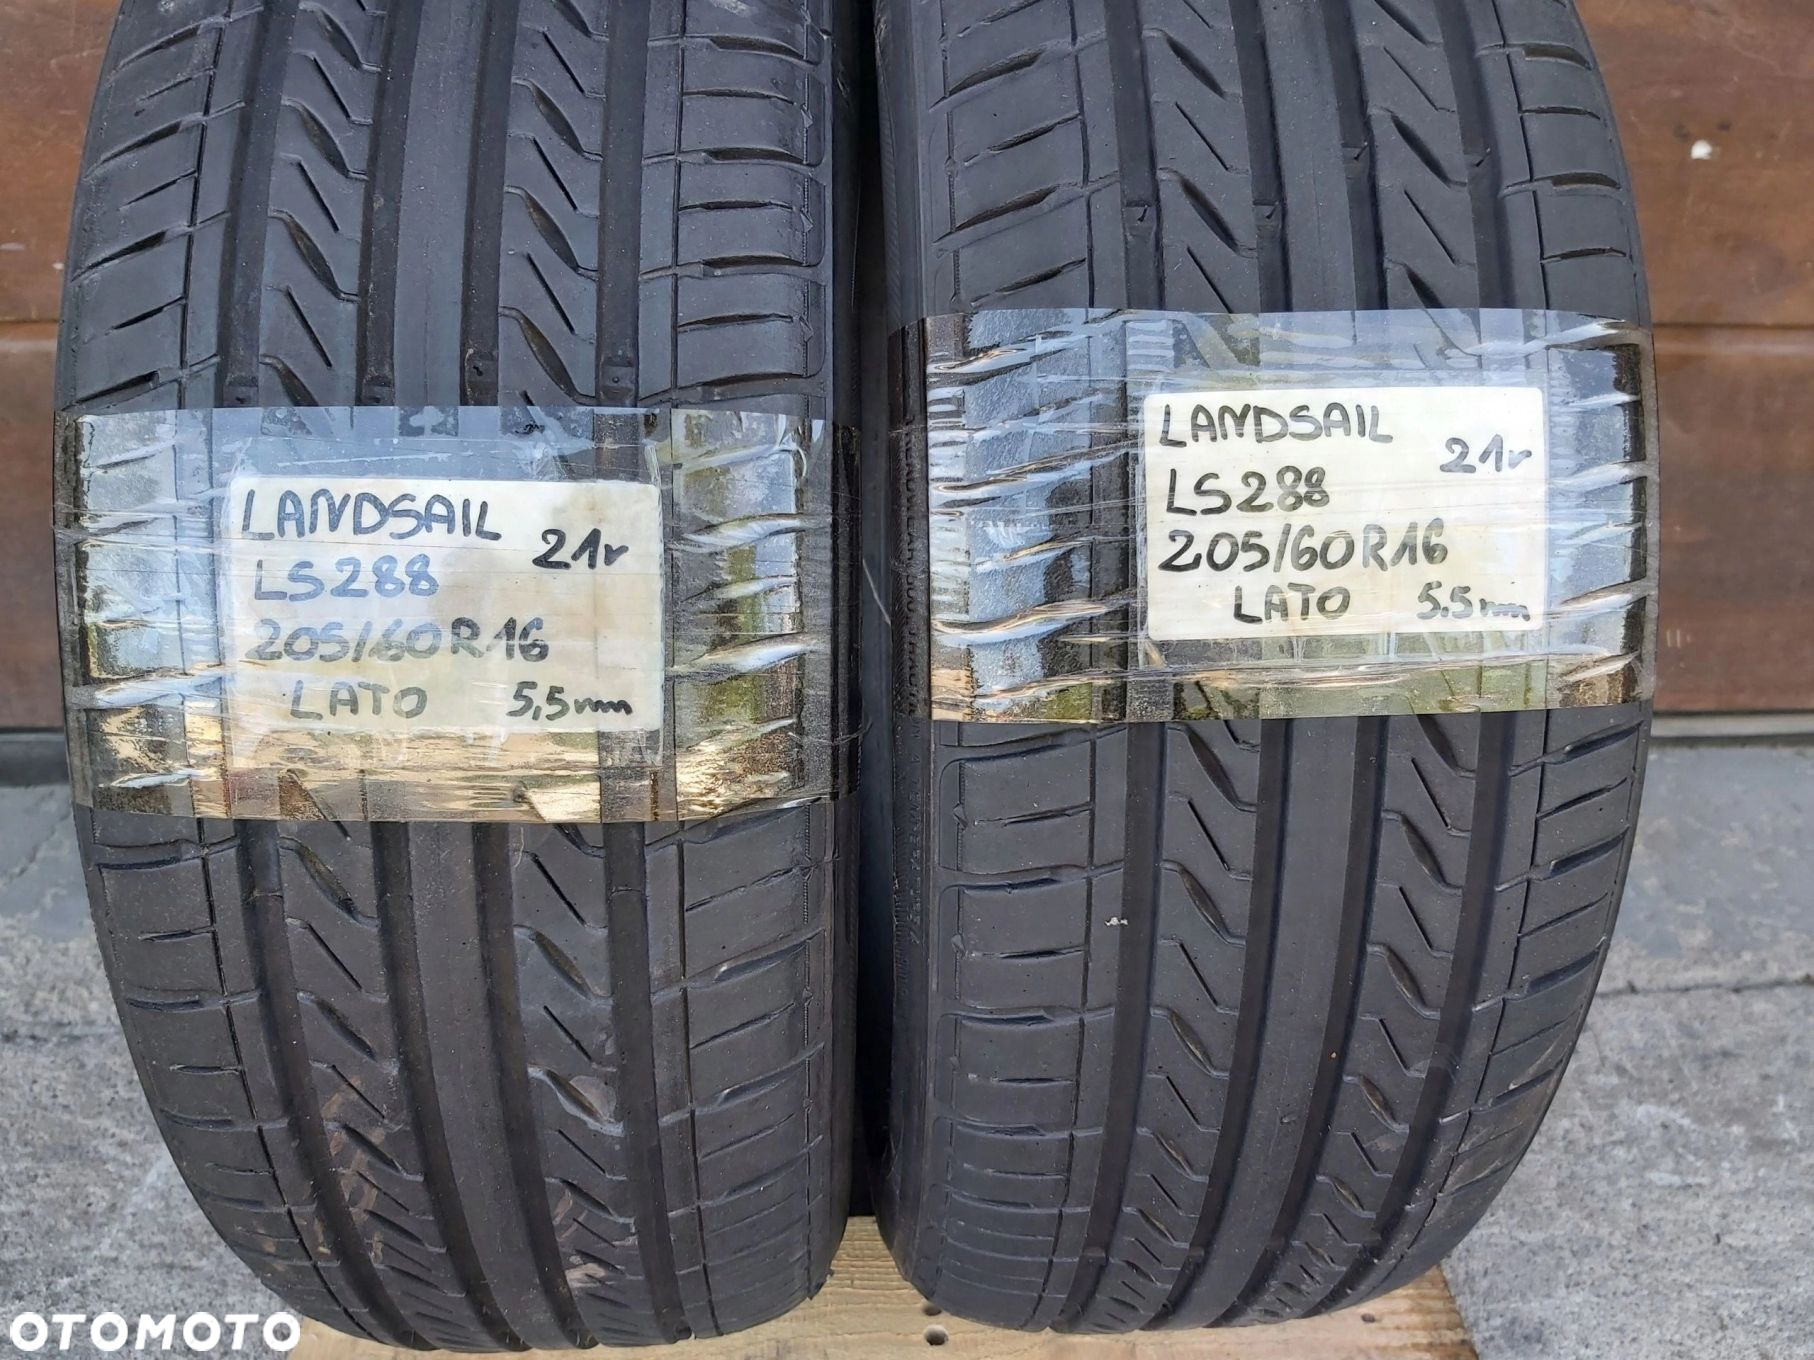 LANDSAIL
21r
LS288
205/60R16
LATO 5,5mm
LANDSAIL
21r
LS288
205/60R16
LATO 5.5mm
OTOMOTO